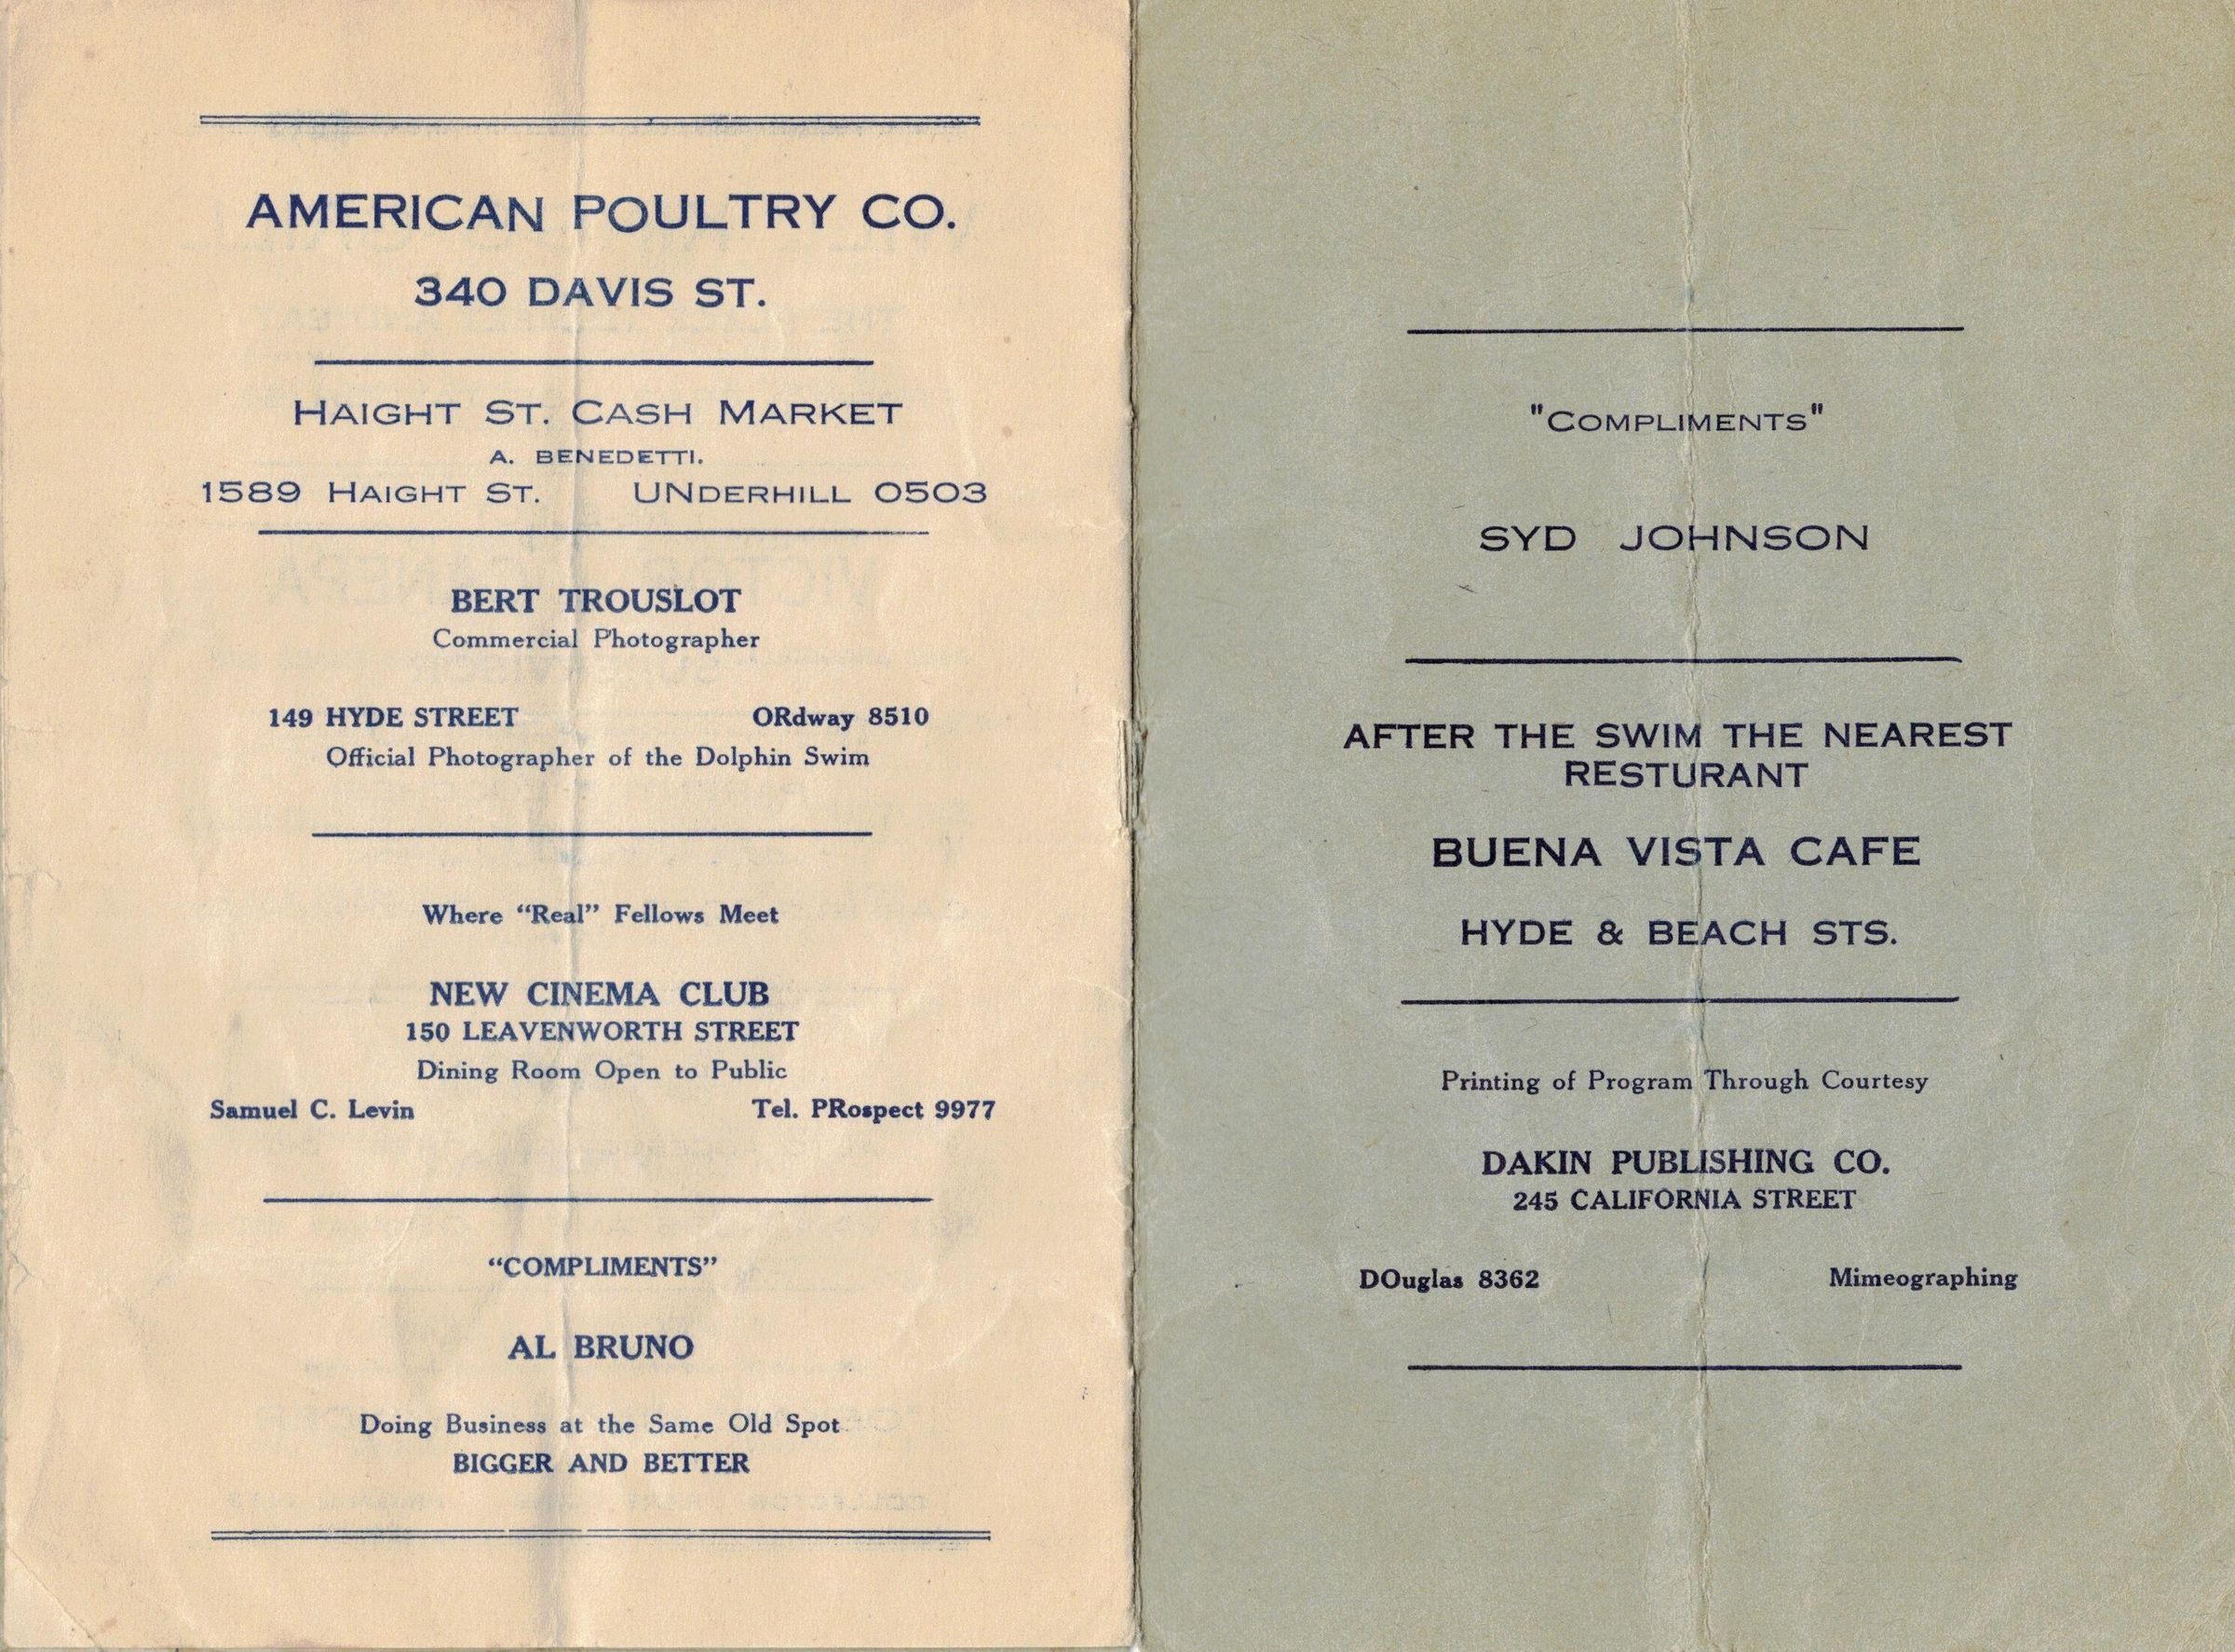 AMERICAN POULTRY CO.
340 DAVIS ST.
HAIGHT ST. CASH MARKET
A. BENEDETTI.
1589 HAIGHT ST. UNDERHILL 0503
BERT TROUSLOT
Commercial Photographer
149 HYDE STREET ORdway 8510
Official Photographer of the Dolphin Swim
Where “Real” Fellows Meet
NEW CINEMA CLUB
150 LEAVENWORTH STREET
Dining Room Open to Public
Samuel C. Levin Tel. PRospect 9977
“COMPLIMENTS”
AL BRUNO
Doing Business at the Same Old Spot
BIGGER AND BETTER
"COMPLIMENTS"
SYD JOHNSON
AFTER THE SWIM THE NEAREST
RESTURANT
BUENA VISTA CAFE
HYDE & BEACH STS.
Printing of Program Through Courtesy
DAKIN PUBLISHING CO.
245 CALIFORNIA STREET
DOuglas 8362 Mimeographing